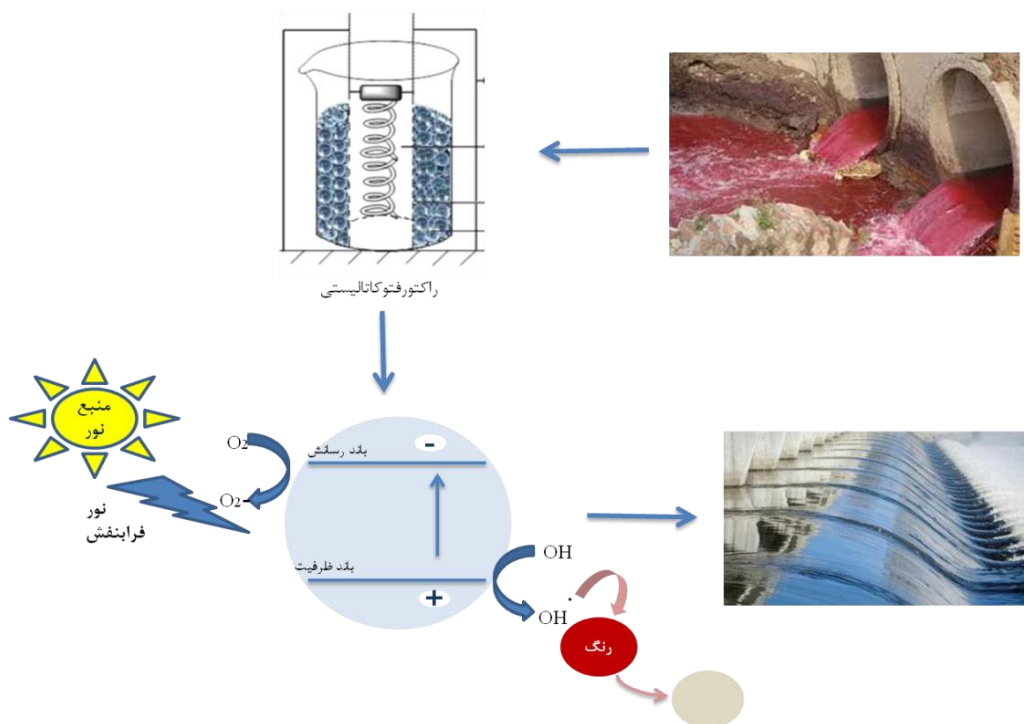 راکتورفتوکاتالیستی
منبع
نور
نور
فرابنفش
O2
O2-
باند رسانش
-
باند ظرفیت
+
OH
OH·
رنگ